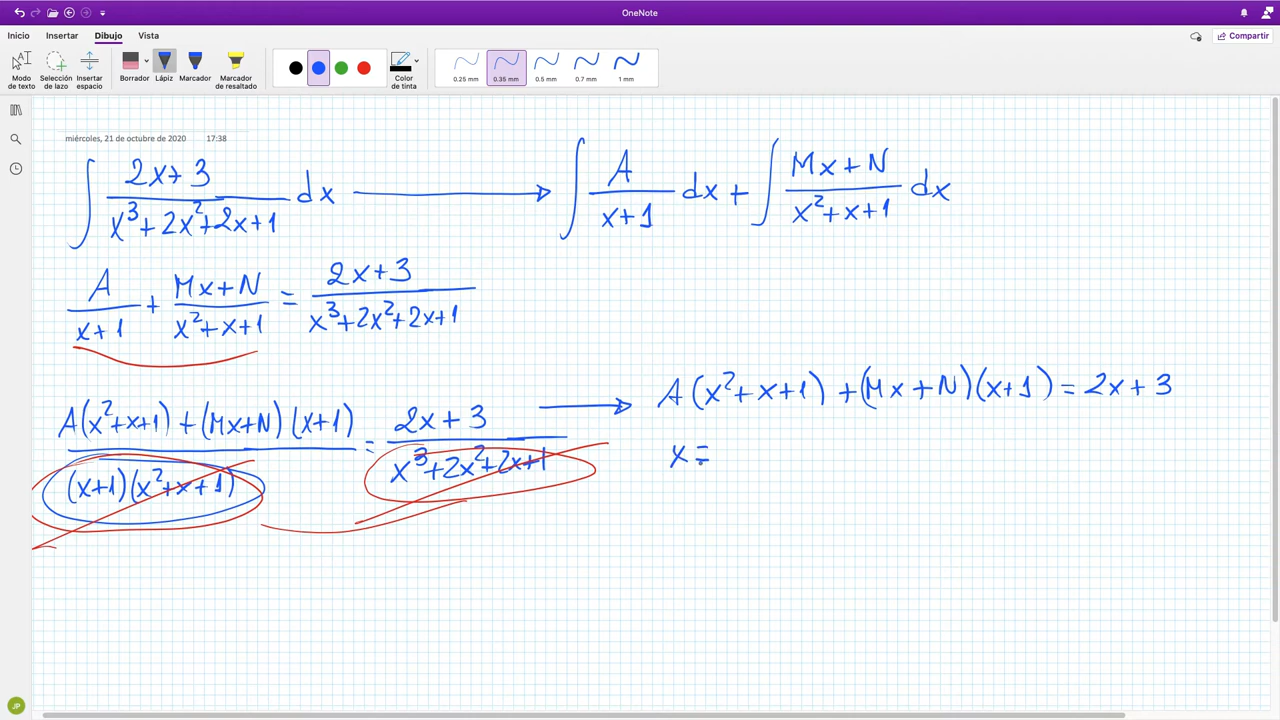 OneNote
Inicio Insertar Dibujo Vista
Compartir
Modo de texto
Selección de lazo
Insertar espacio
Borrador
Lápiz
Marcador
Marcador de resaltado
Color de tinta
0.25 mm 0.35 mm 0.5 mm 0.7 mm 1 mm
miércoles, 21 de octubre de 2020 17:38
∫ (2x+3)/(x³+2x²+2x+1) dx ⟶ ∫ A/(x+1) dx + ∫ (Mx+N)/(x²+x+1) dx
A/(x+1) + (Mx+N)/(x²+x+1) = (2x+3)/(x³+2x²+2x+1)
(A(x²+x+1)+(Mx+N)(x+1))/((x+1)(x²+x+1)) = (2x+3)/(x³+2x²+2x+1) ⟶ A(x²+x+1)+(Mx+N)(x+1)=2x+3
x=
JP